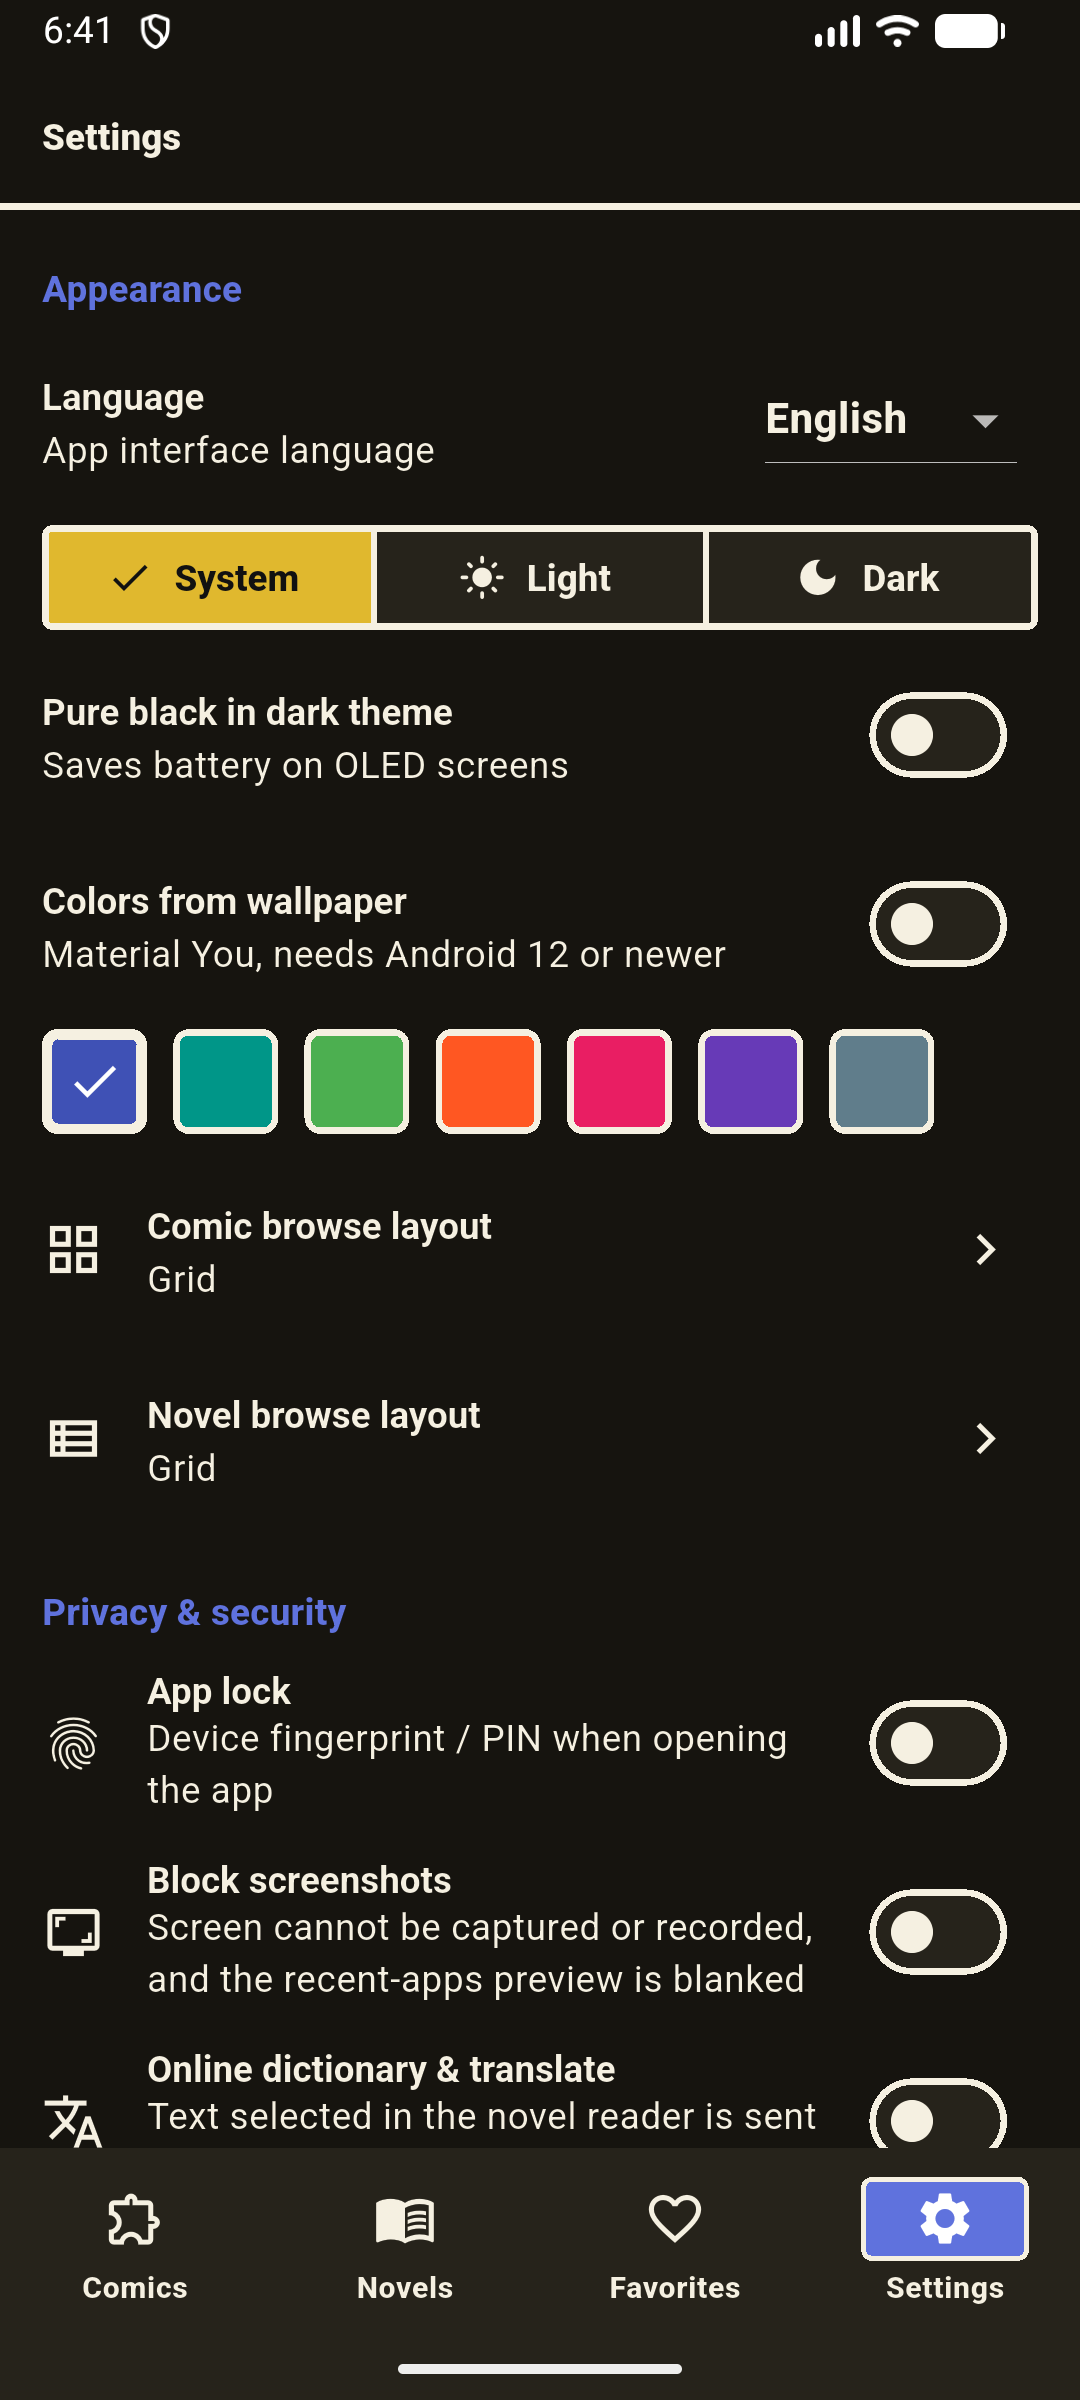 6:41
Settings
Appearance
Language
App interface language
English
System
Light
Dark
Pure black in dark theme
Saves battery on OLED screens
Colors from wallpaper
Material You, needs Android 12 or newer
Comic browse layout
Grid
Novel browse layout
Grid
Privacy & security
App lock
Device fingerprint / PIN when opening
the app
Block screenshots
Screen cannot be captured or recorded,
and the recent-apps preview is blanked
Online dictionary & translate
Text selected in the novel reader is sent
Comics
Novels
Favorites
Settings